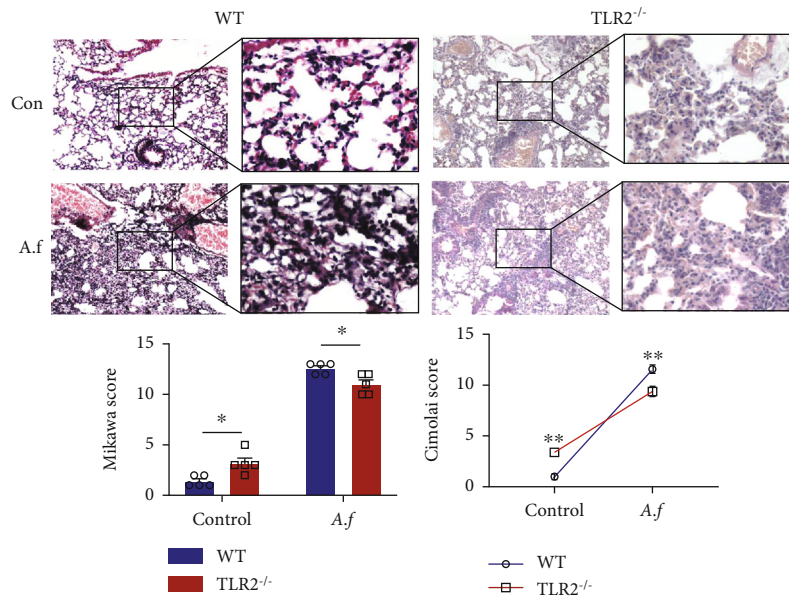 WT
TLR2-/-
Con
A.f
Mikawa score
15
10
5
0
*
*
Control
A.f
WT
TLR2-/-
Cimolai score
15
10
5
0
**
**
Control
A.f
WT
TLR2-/-